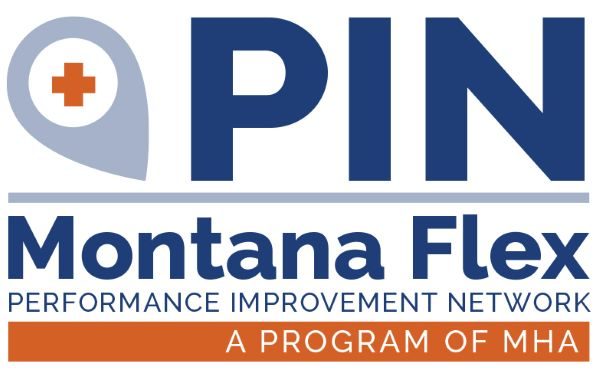 PIN
Montana Flex
PERFORMANCE IMPROVEMENT NETWORK
A PROGRAM OF MHA